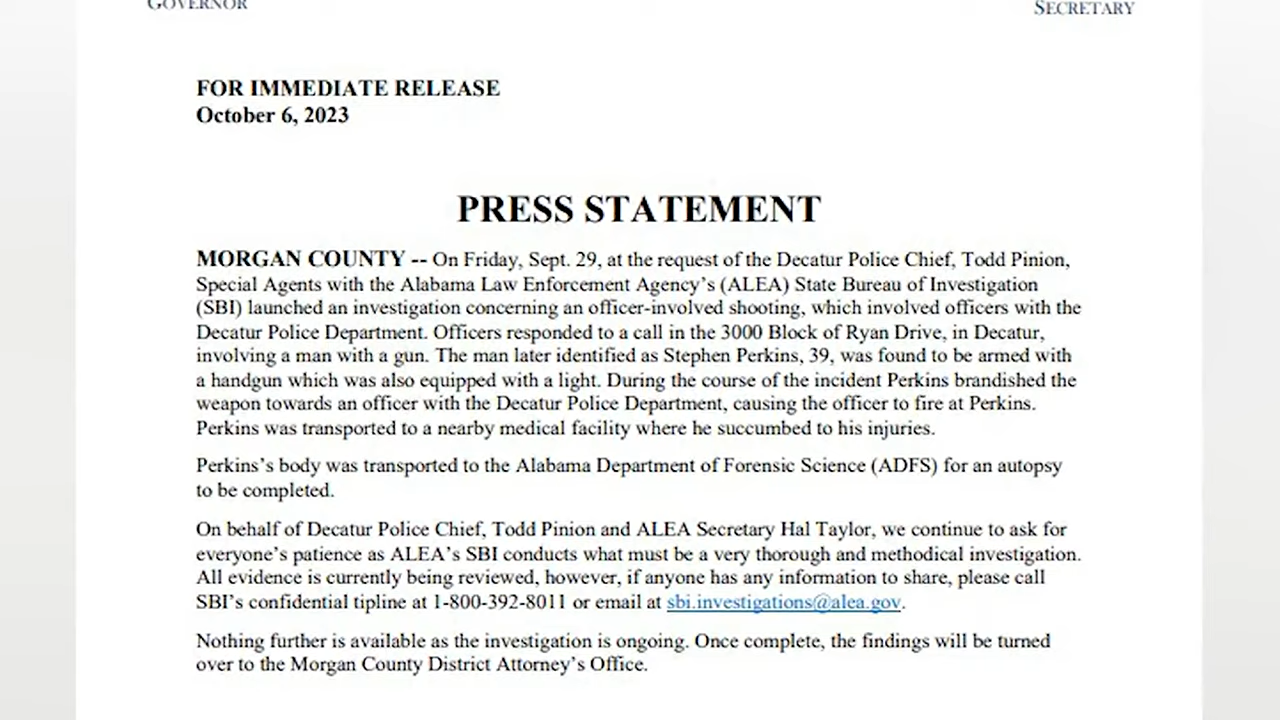 GOVERNOR
SECRETARY
FOR IMMEDIATE RELEASE
October 6, 2023
PRESS STATEMENT
MORGAN COUNTY -- On Friday, Sept. 29, at the request of the Decatur Police Chief, Todd Pinion,
Special Agents with the Alabama Law Enforcement Agency's (ALEA) State Bureau of Investigation
(SBI) launched an investigation concerning an officer-involved shooting, which involved officers with the
Decatur Police Department. Officers responded to a call in the 3000 Block of Ryan Drive, in Decatur,
involving a man with a gun. The man later identified as Stephen Perkins, 39, was found to be armed with
a handgun which was also equipped with a light. During the course of the incident Perkins brandished the
weapon towards an officer with the Decatur Police Department, causing the officer to fire at Perkins.
Perkins was transported to a nearby medical facility where he succumbed to his injuries.
Perkins's body was transported to the Alabama Department of Forensic Science (ADFS) for an autopsy
to be completed.
On behalf of Decatur Police Chief, Todd Pinion and ALEA Secretary Hal Taylor, we continue to ask for
everyone's patience as ALEA's SBI conducts what must be a very thorough and methodical investigation.
All evidence is currently being reviewed, however, if anyone has any information to share, please call
SBI's confidential tipline at 1-800-392-8011 or email at sbi.investigations@alea.gov.
Nothing further is available as the investigation is ongoing. Once complete, the findings will be turned
over to the Morgan County District Attorney's Office.